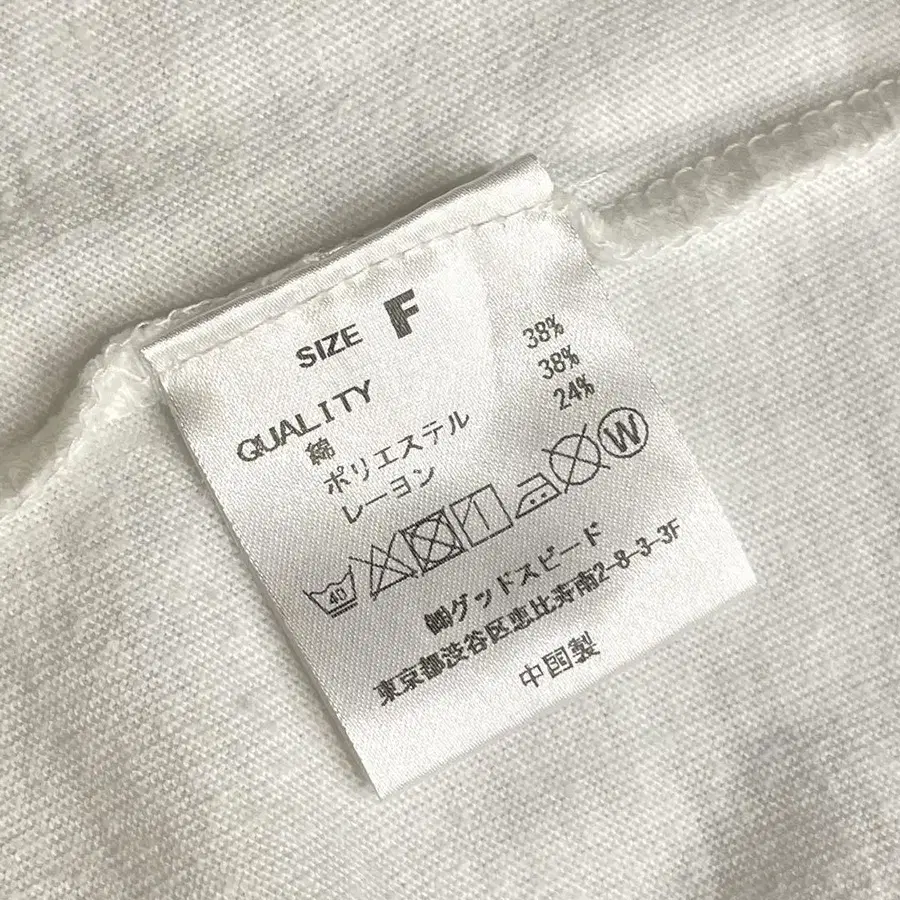 SIZE F
QUALITY
綿 38%
ポリエステル 38%
レーヨン 24%
40 W
㈱グッドスピード
東京都渋谷区恵比寿南2-8-3-3F
中国製